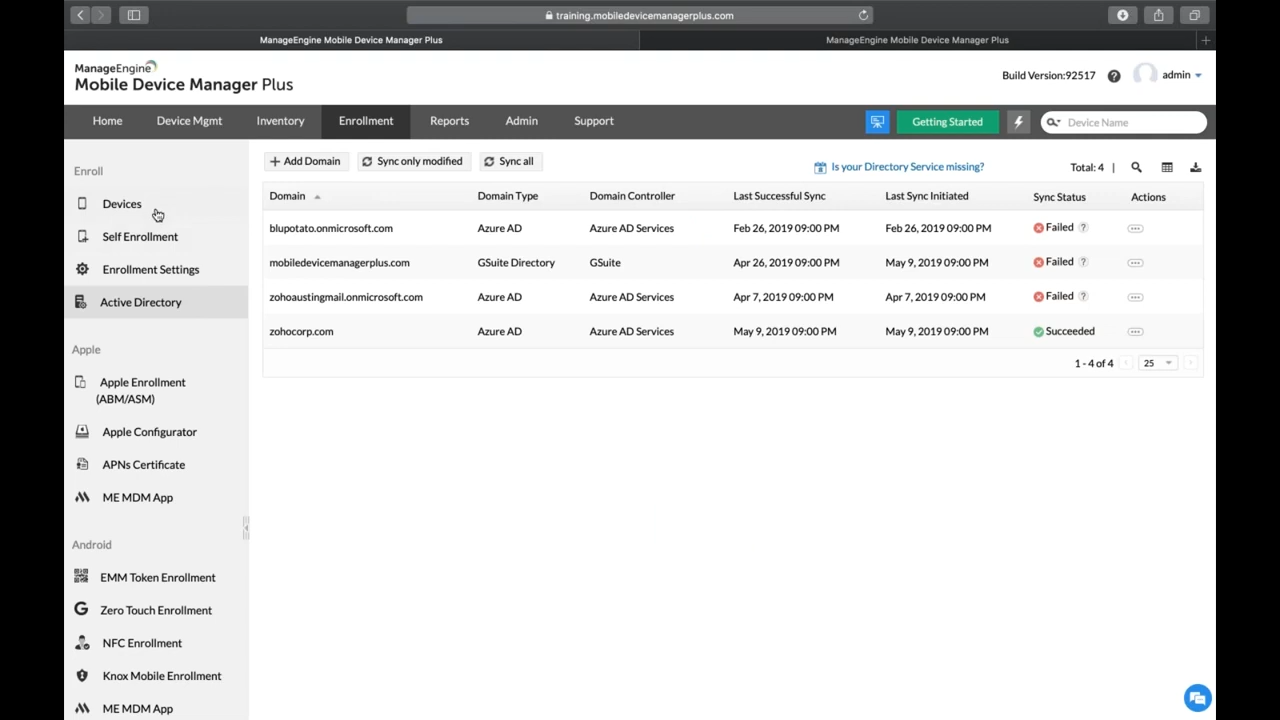 training.mobiledevicemanagerplus.com
ManageEngine Mobile Device Manager Plus
ManageEngine Mobile Device Manager Plus
ManageEngine
Mobile Device Manager Plus
Build Version:92517
admin
Home
Device Mgmt
Inventory
Enrollment
Reports
Admin
Support
Getting Started
Device Name
Enroll
Devices
Self Enrollment
Enrollment Settings
Active Directory
Apple
Apple Enrollment
(ABM/ASM)
Apple Configurator
APNs Certificate
ME MDM App
Android
EMM Token Enrollment
Zero Touch Enrollment
NFC Enrollment
Knox Mobile Enrollment
ME MDM App
+ Add Domain
Sync only modified
Sync all
Is your Directory Service missing?
Total: 4 |
Domain Domain Type Domain Controller Last Successful Sync Last Sync Initiated Sync Status Actions
blupotato.onmicrosoft.com Azure AD Azure AD Services Feb 26, 2019 09:00 PM Feb 26, 2019 09:00 PM Failed ?
mobiledevicemanagerplus.com GSuite Directory GSuite Apr 26, 2019 09:00 PM May 9, 2019 09:00 PM Failed ?
zohoaustingmail.onmicrosoft.com Azure AD Azure AD Services Apr 7, 2019 09:00 PM Apr 7, 2019 09:00 PM Failed ?
zohocorp.com Azure AD Azure AD Services May 9, 2019 09:00 PM May 9, 2019 09:00 PM Succeeded
1 - 4 of 4 25